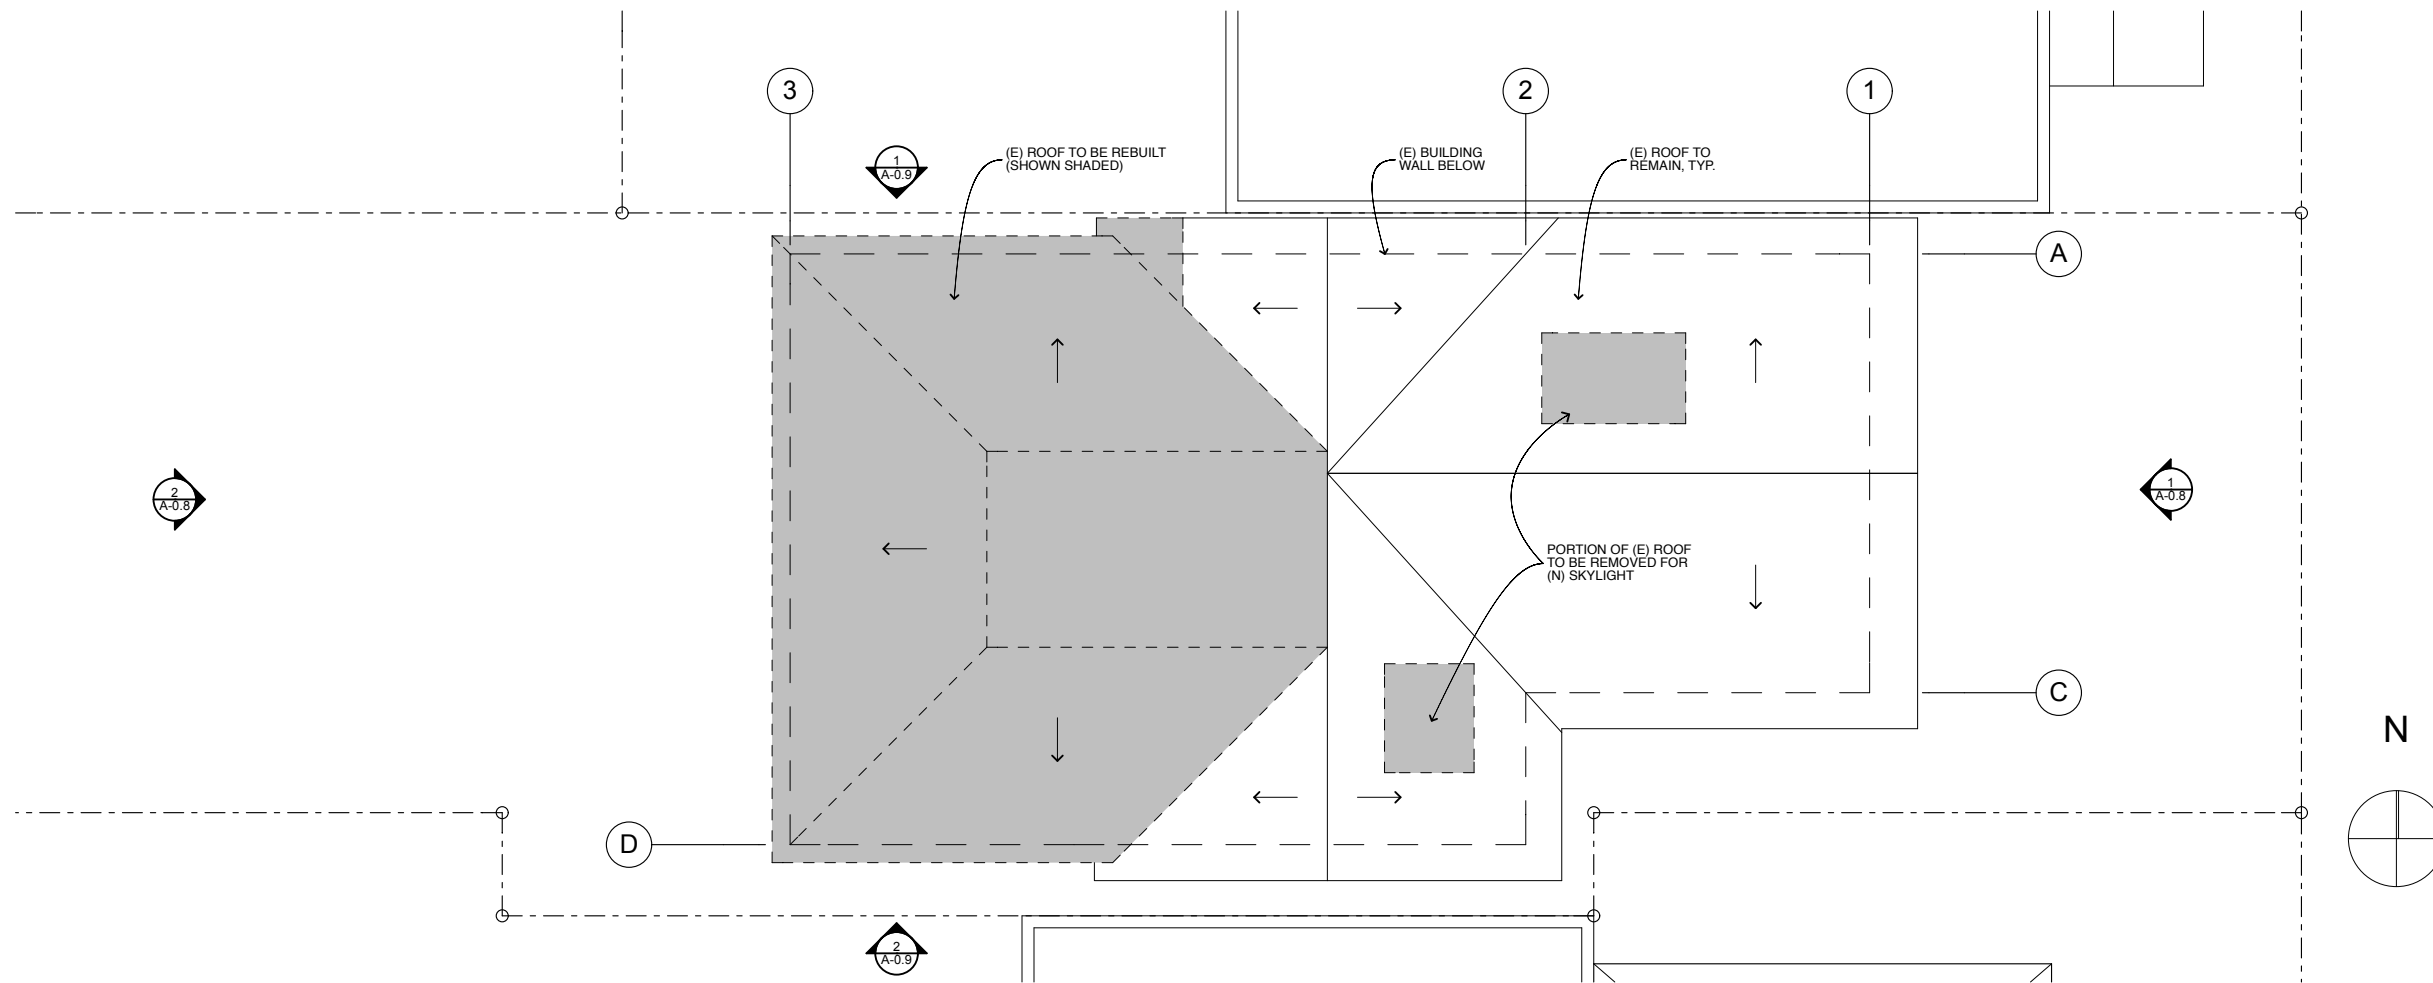 3
2
1
1
A-0.9
(E) ROOF TO BE REBUILT
(SHOWN SHADED)
(E) BUILDING
WALL BELOW
(E) ROOF TO
REMAIN, TYP.
A
2
A-0.8
1
A-0.8
PORTION OF (E) ROOF
TO BE REMOVED FOR
(N) SKYLIGHT
C
N
D
2
A-0.9